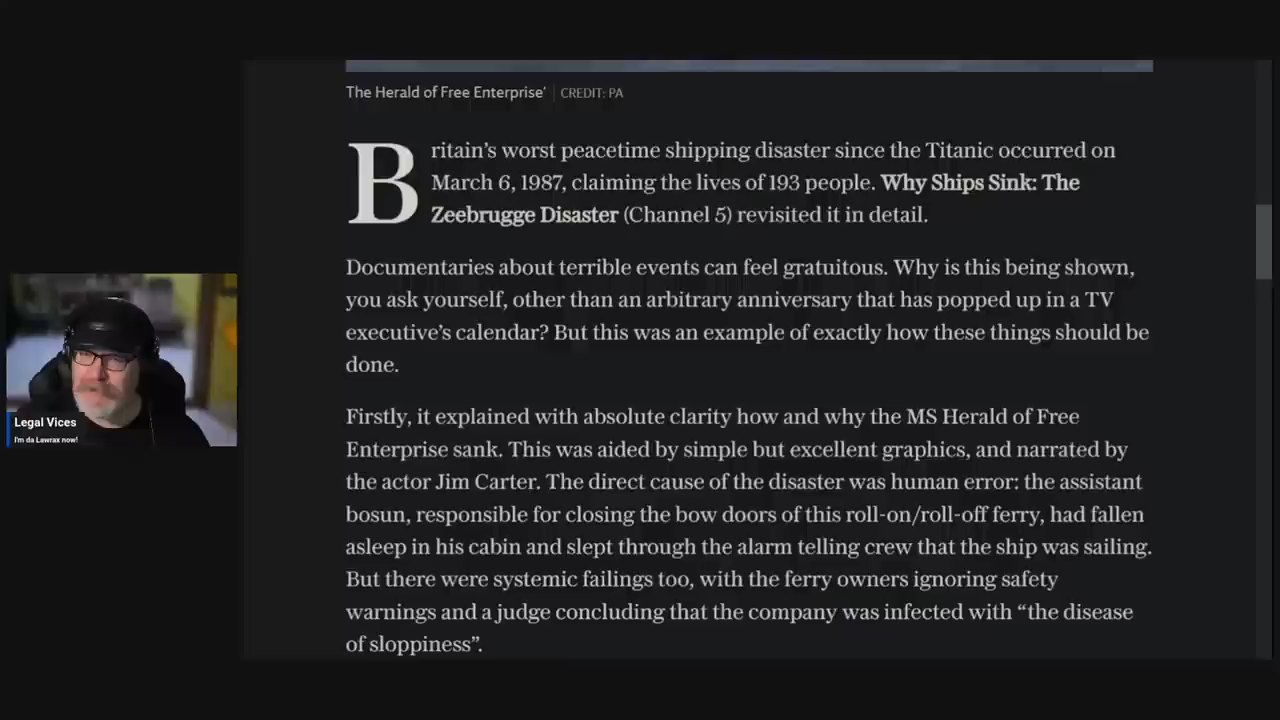 The Herald of Free Enterprise' | CREDIT: PA
Britain's worst peacetime shipping disaster since the Titanic occurred on
March 6, 1987, claiming the lives of 193 people. Why Ships Sink: The
Zeebrugge Disaster (Channel 5) revisited it in detail.
Documentaries about terrible events can feel gratuitous. Why is this being shown,
you ask yourself, other than an arbitrary anniversary that has popped up in a TV
executive's calendar? But this was an example of exactly how these things should be
done.
Firstly, it explained with absolute clarity how and why the MS Herald of Free
Enterprise sank. This was aided by simple but excellent graphics, and narrated by
the actor Jim Carter. The direct cause of the disaster was human error: the assistant
bosun, responsible for closing the bow doors of this roll-on/roll-off ferry, had fallen
asleep in his cabin and slept through the alarm telling crew that the ship was sailing.
But there were systemic failings too, with the ferry owners ignoring safety
warnings and a judge concluding that the company was infected with “the disease
of sloppiness”.
Legal Vices
I'm da Lawrax now!